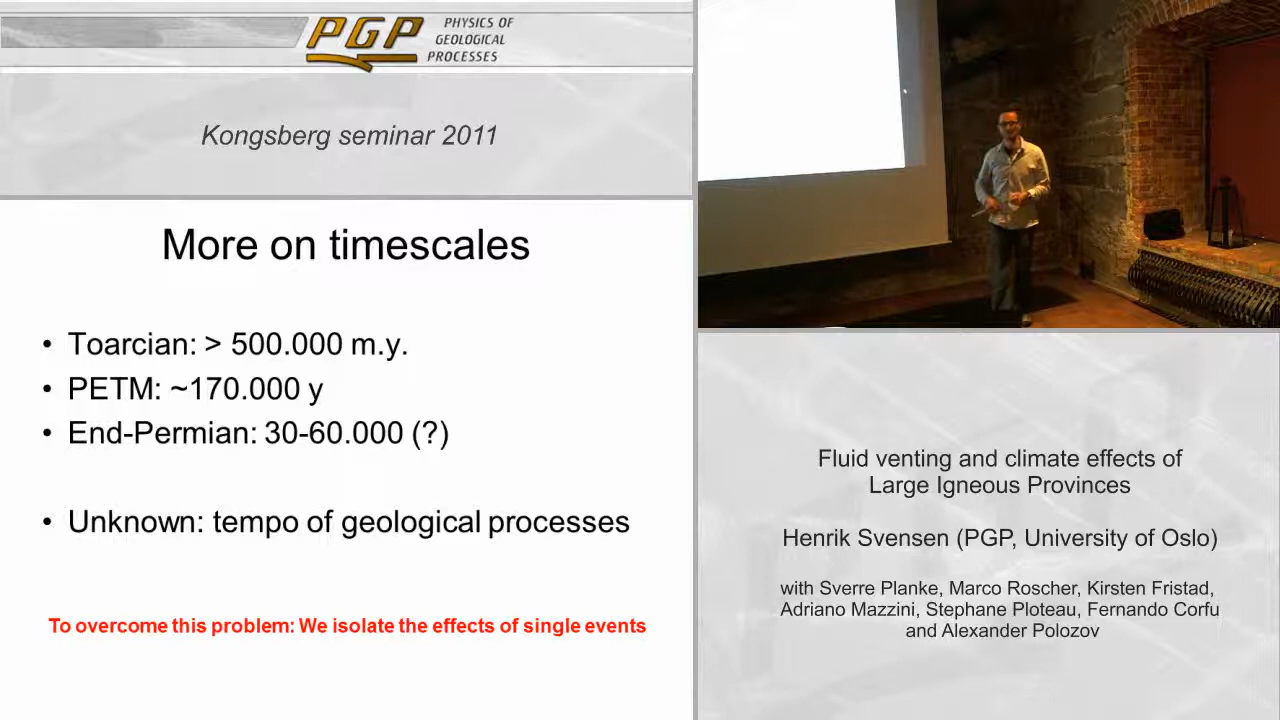 PGP
PHYSICS OF
GEOLOGICAL
PROCESSES
Kongsberg seminar 2011
More on timescales
• Toarcian: > 500.000 m.y.
• PETM: ~170.000 y
• End-Permian: 30-60.000 (?)
• Unknown: tempo of geological processes
To overcome this problem: We isolate the effects of single events
Fluid venting and climate effects of
Large Igneous Provinces
Henrik Svensen (PGP, University of Oslo)
with Sverre Planke, Marco Roscher, Kirsten Fristad,
Adriano Mazzini, Stephane Ploteau, Fernando Corfu
and Alexander Polozov